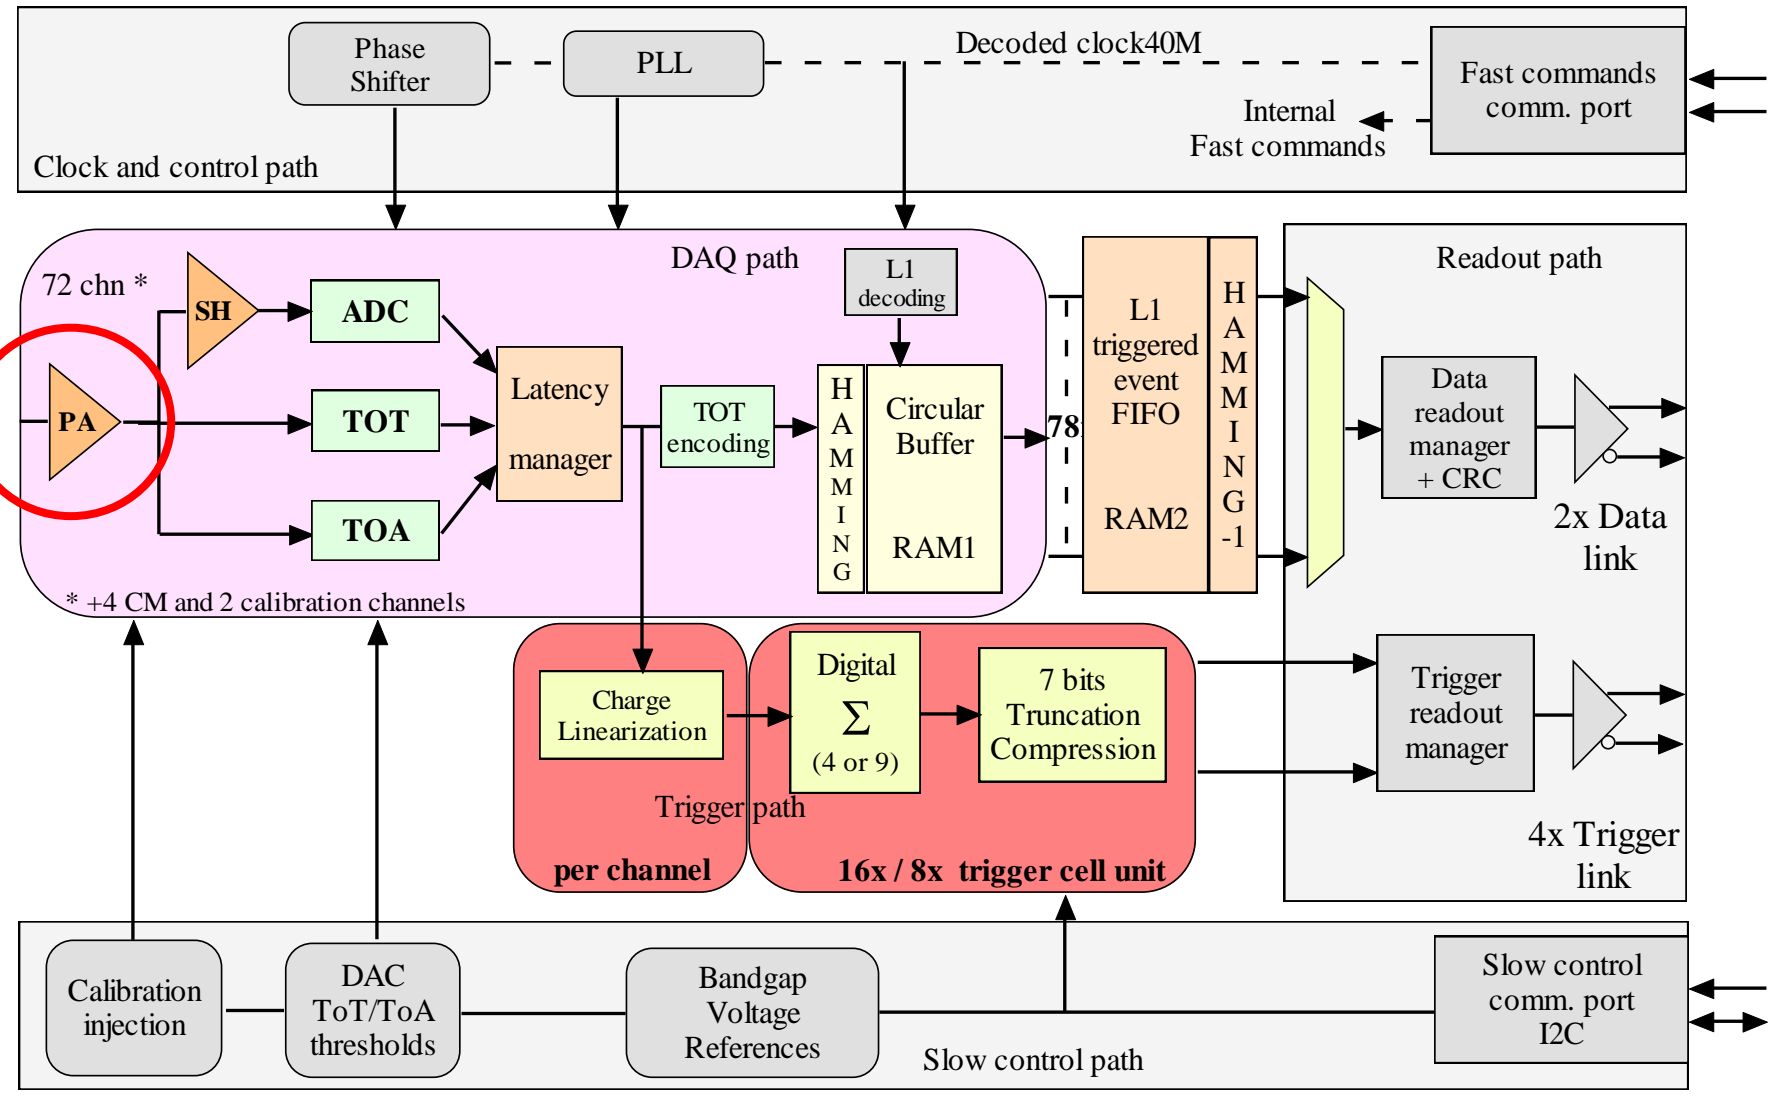 Phase
Shifter
PLL
Decoded clock40M
Fast commands
comm. port
Internal
Fast commands
Clock and control path
DAQ path
72 chn *
SH
ADC
PA
TOT
TOA
Latency
manager
TOT
encoding
L1
decoding
H
A
M
M
I
N
G
Circular
Buffer
RAM1
* +4 CM and 2 calibration channels
78
L1
triggered
event
FIFO
RAM2
H
A
M
M
I
N
G
-1
Readout path
Data
readout
manager
+ CRC
2x Data
link
Charge
Linearization
Digital
Σ
(4 or 9)
7 bits
Truncation
Compression
Trigger path
per channel
16x / 8x trigger cell unit
Trigger
readout
manager
4x Trigger
link
Calibration
injection
DAC
ToT/ToA
thresholds
Bandgap
Voltage
References
Slow control path
Slow control
comm. port
I2C